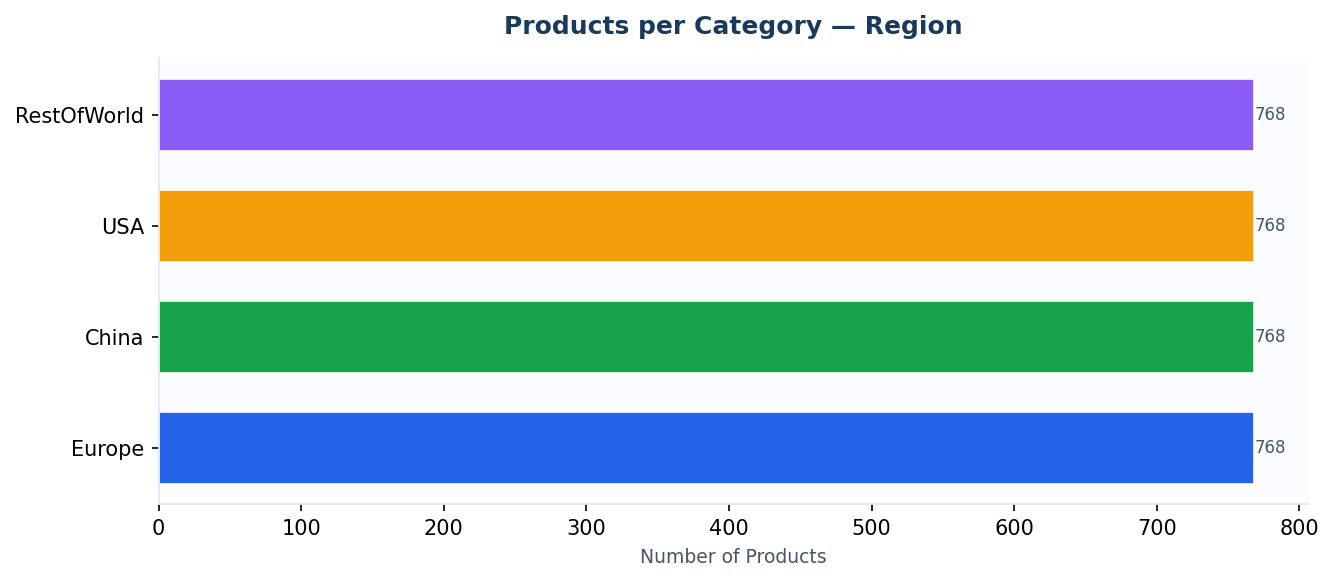 Products per Category — Region
RestOfWorld
768
USA
768
China
768
Europe
768
0 100 200 300 400 500 600 700 800
Number of Products